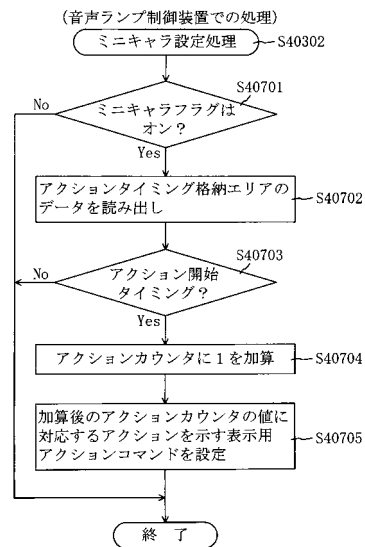 (音声ランプ制御装置での処理)
ミニキャラ設定処理
S40302
S40701
ミニキャラフラグは
オン?
No
Yes
アクションタイミング格納エリアの
データを読み出し
S40702
S40703
アクション開始
タイミング?
No
Yes
アクションカウンタに1を加算
S40704
加算後のアクションカウンタの値に
対応するアクションを示す表示用
アクションコマンドを設定
S40705
終 了